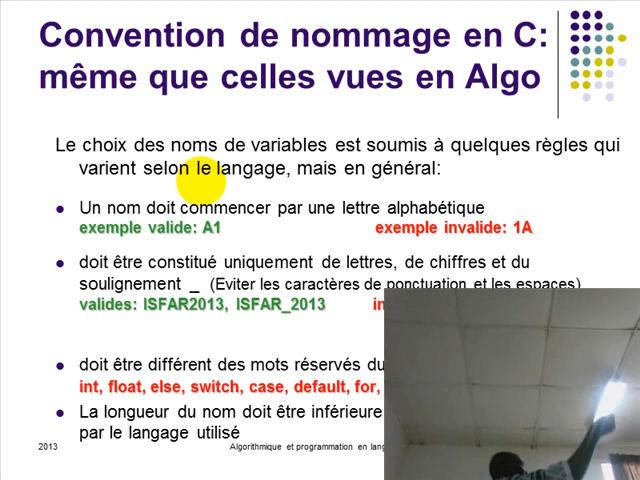 Convention de nommage en C:
même que celles vues en Algo
Le choix des noms de variables est soumis à quelques règles qui
varient selon le langage, mais en général:
● Un nom doit commencer par une lettre alphabétique
exemple valide: A1 exemple invalide: 1A
● doit être constitué uniquement de lettres, de chiffres et du
soulignement _ (Eviter les caractères de ponctuation et les espaces)
valides: ISFAR2013, ISFAR_2013
● doit être différent des mots réservés du
int, float, else, switch, case, default, for,
● La longueur du nom doit être inférieure
par le langage utilisé
2013 Algorithmique et programmation en